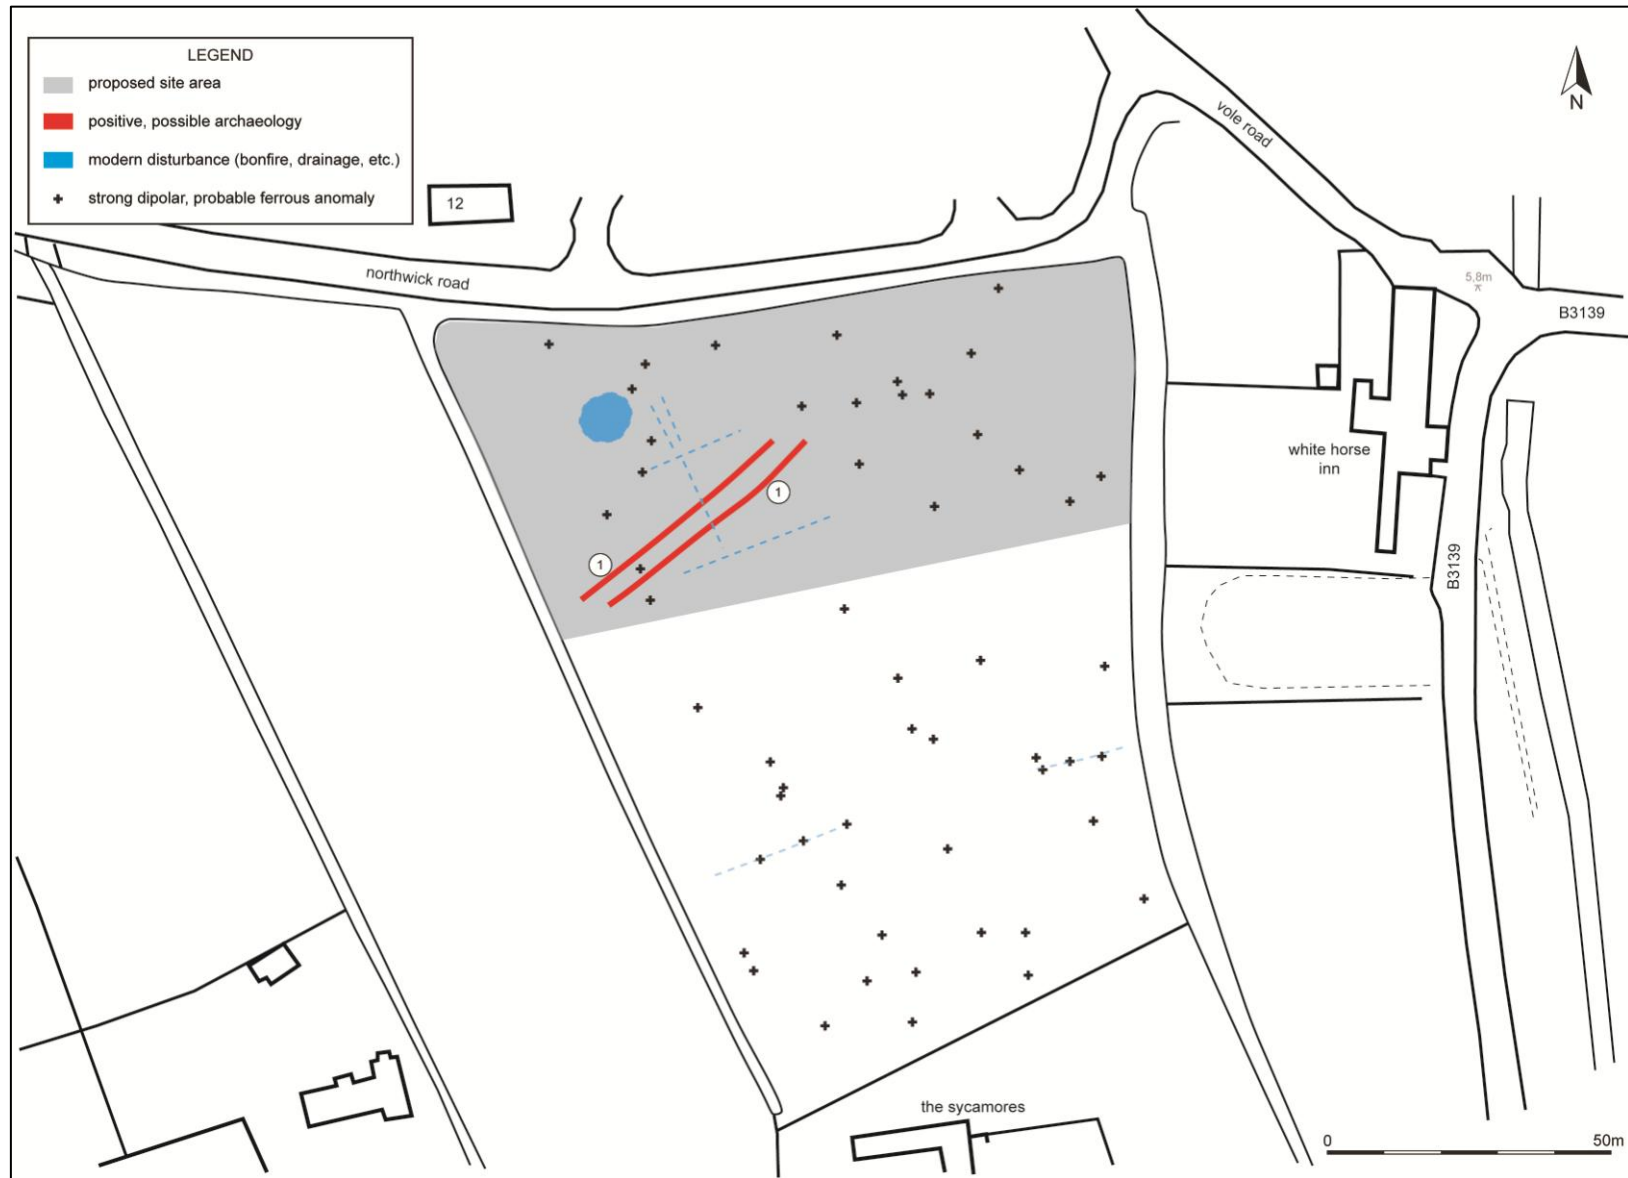 LEGEND
proposed site area
positive, possible archaeology
modern disturbance (bonfire, drainage, etc.)
strong dipolar, probable ferrous anomaly
12
northwick road
vole road
N
5,8m
B3139
white horse
inn
B3139
1
1
the sycamores
0
50m